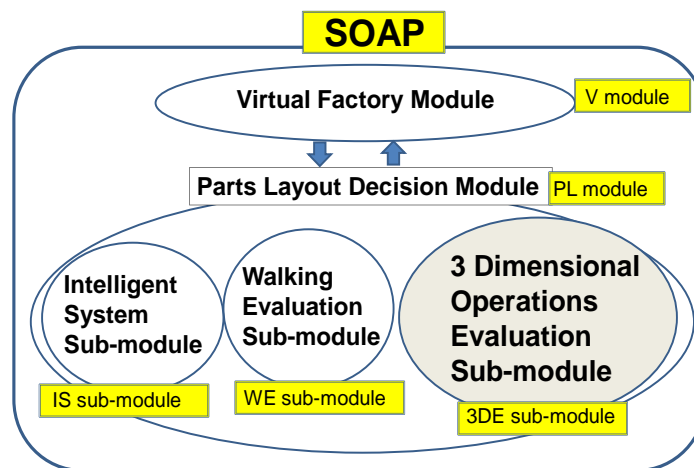 SOAP
Virtual Factory Module
V module
Parts Layout Decision Module
PL module
Intelligent
System
Sub-module
IS sub-module
Walking
Evaluation
Sub-module
WE sub-module
3 Dimensional
Operations
Evaluation
Sub-module
3DE sub-module